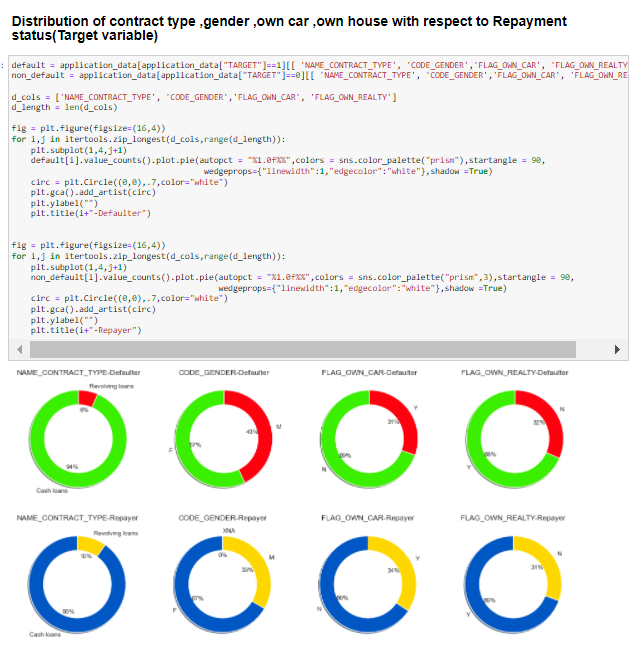 Distribution of contract type ,gender ,own car ,own house with respect to Repayment
status(Target variable)
: default = application_data[application_data["TARGET"]==1][[ 'NAME_CONTRACT_TYPE', 'CODE_GENDER','FLAG_OWN_CAR', 'FLAG_OWN_REALTY
non_default = application_data[application_data["TARGET"]==0][[ 'NAME_CONTRACT_TYPE', 'CODE_GENDER','FLAG_OWN_CAR', 'FLAG_OWN_RE
d_cols = ['NAME_CONTRACT_TYPE', 'CODE_GENDER','FLAG_OWN_CAR', 'FLAG_OWN_REALTY']
d_length = len(d_cols)
fig = plt.figure(figsize=(16,4))
for i,j in itertools.zip_longest(d_cols,range(d_length)):
plt.subplot(1,4,j+1)
default[i].value_counts().plot.pie(autopct = "%1.0f%%",colors = sns.color_palette("prism"),startangle = 90,
wedgeprops={"linewidth":1,"edgecolor":"white"},shadow =True)
circ = plt.Circle((0,0),.7,color="white")
plt.gca().add_artist(circ)
plt.ylabel("")
plt.title(i+"-Defaulter")
fig = plt.figure(figsize=(16,4))
for i,j in itertools.zip_longest(d_cols,range(d_length)):
plt.subplot(1,4,j+1)
non_default[i].value_counts().plot.pie(autopct = "%1.0f%%",colors = sns.color_palette("prism",3),startangle = 90,
wedgeprops={"linewidth":1,"edgecolor":"white"},shadow =True)
circ = plt.Circle((0,0),.7,color="white")
plt.gca().add_artist(circ)
plt.ylabel("")
plt.title(i+"-Repayer")
NAME_CONTRACT_TYPE-Defaulter
Revolving loans
6%
94%
Cash loans
CODE_GENDER-Defaulter
M
43%
57%
F
FLAG_OWN_CAR-Defaulter
Y
31%
69%
N
FLAG_OWN_REALTY-Defaulter
N
32%
68%
Y
NAME_CONTRACT_TYPE-Repayer
Revolving loans
10%
90%
Cash loans
CODE_GENDER-Repayer
XNA
0%
M
33%
67%
F
FLAG_OWN_CAR-Repayer
Y
34%
66%
N
FLAG_OWN_REALTY-Repayer
N
31%
69%
Y